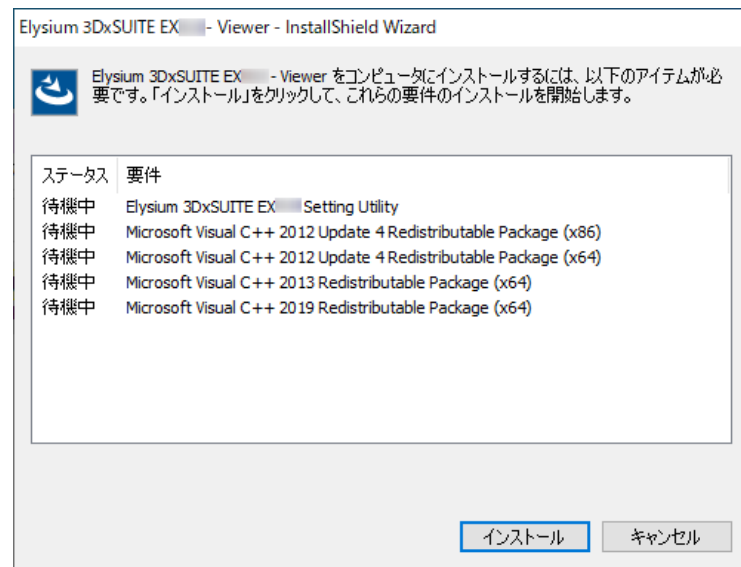 Elysium 3DxSUITE EX - Viewer - InstallShield Wizard
Elysium 3DxSUITE EX - Viewer をコンピュータにインストールするには、以下のアイテムが必
要です。「インストール」をクリックして、これらの要件のインストールを開始します。
ステータス 要件
待機中 Elysium 3DxSUITE EX Setting Utility
待機中 Microsoft Visual C++ 2012 Update 4 Redistributable Package (x86)
待機中 Microsoft Visual C++ 2012 Update 4 Redistributable Package (x64)
待機中 Microsoft Visual C++ 2013 Redistributable Package (x64)
待機中 Microsoft Visual C++ 2019 Redistributable Package (x64)
インストール キャンセル